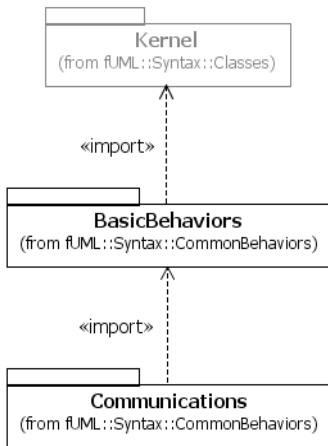 Kernel
(from fUML::Syntax::Classes)
«import»
BasicBehaviors
(from fUML::Syntax::CommonBehaviors)
«import»
Communications
(from fUML::Syntax::CommonBehaviors)